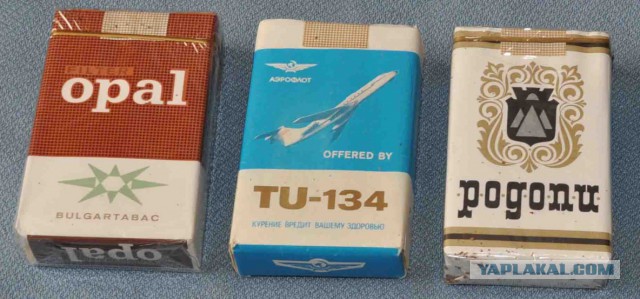 opal
BULGARTABAC
opal
АЭРОФЛОТ
OFFERED BY
TU-134
КУРЕНИЕ ВРЕДИТ ВАШЕМУ ЗДОРОВЬЮ
родопи
YAPLAKAL.COM